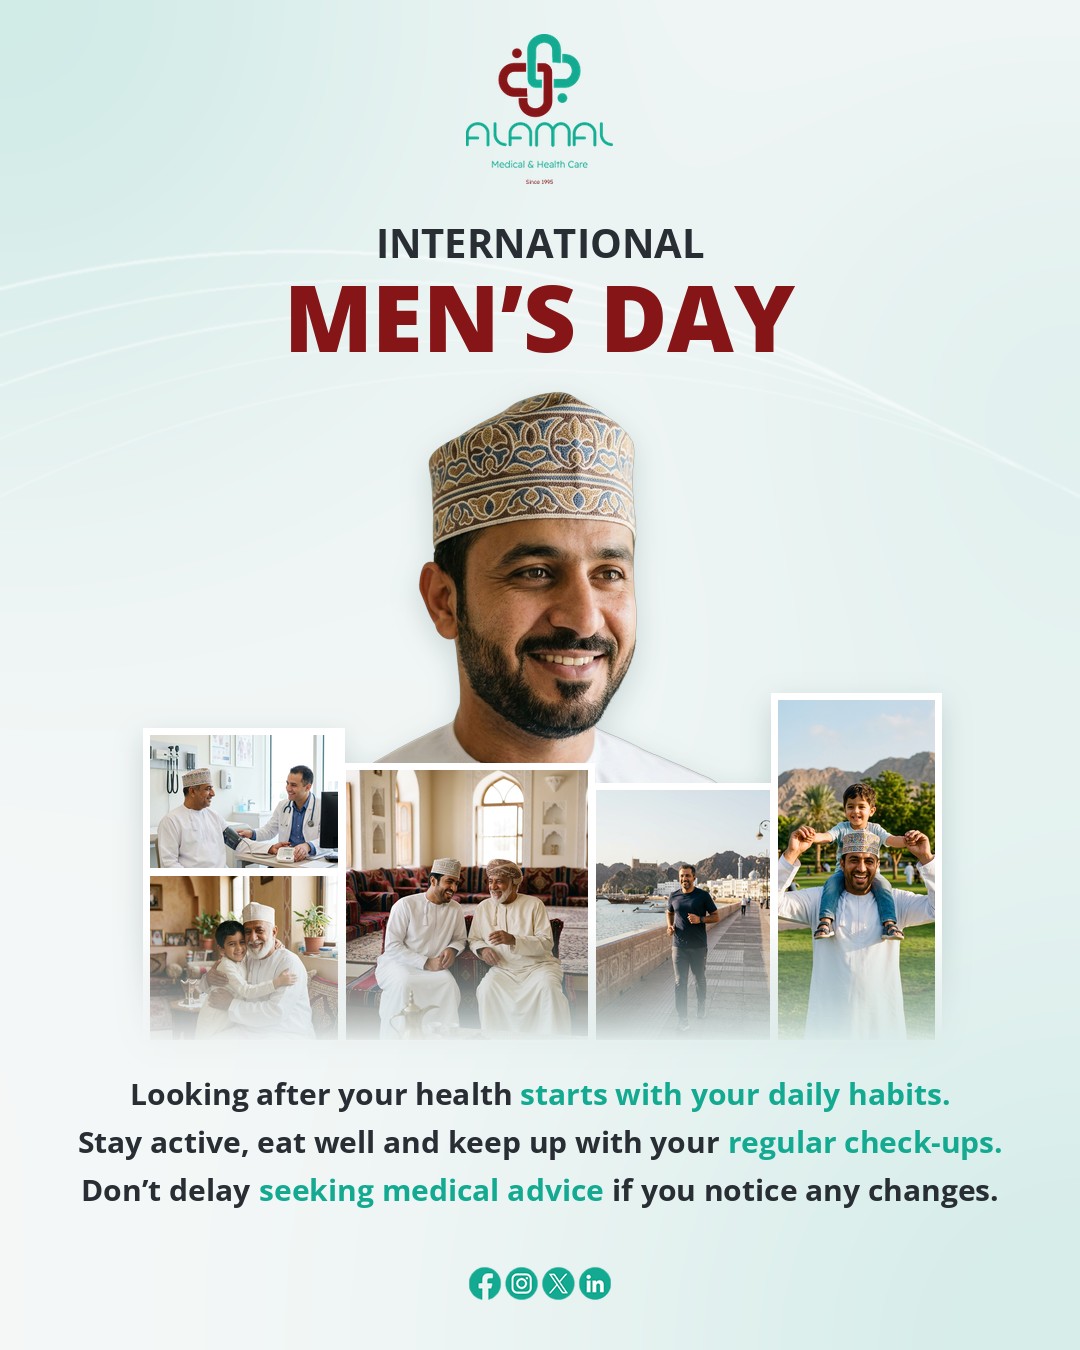 ALAMAL
Medical & Health Care
Since 1995
INTERNATIONAL
MEN’S DAY
Looking after your health starts with your daily habits.
Stay active, eat well and keep up with your regular check-ups.
Don’t delay seeking medical advice if you notice any changes.